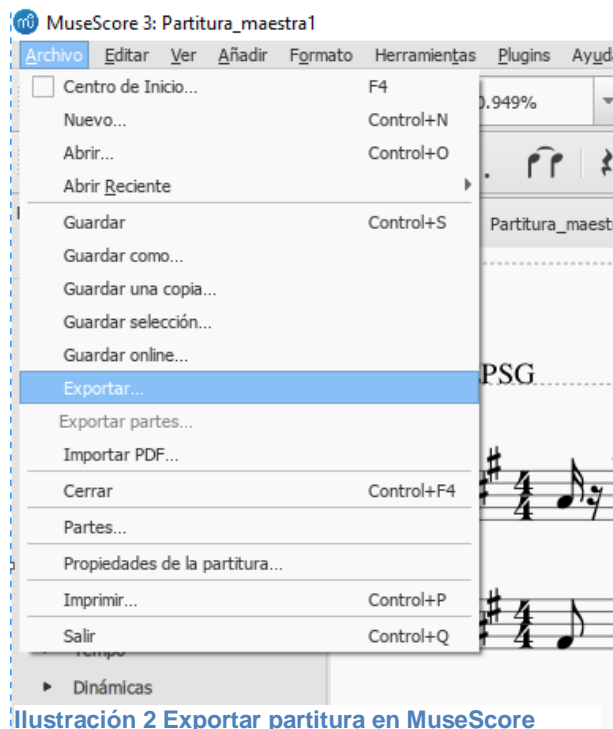 MuseScore 3: Partitura_maestra1
Archivo Editar Ver Añadir Formato Herramientas Plugins Ayuda
Centro de Inicio... F4
0.949%
Nuevo... Control+N
Abrir... Control+O
Abrir Reciente
Guardar Control+S
Partitura_maest
Guardar como...
Guardar una copia...
Guardar selección...
Guardar online...
PSG
Exportar...
Exportar partes...
Importar PDF...
Cerrar Control+F4
Partes...
Propiedades de la partitura...
Imprimir... Control+P
Salir Control+Q
Tempo
Dinámicas
Ilustración 2 Exportar partitura en MuseScore